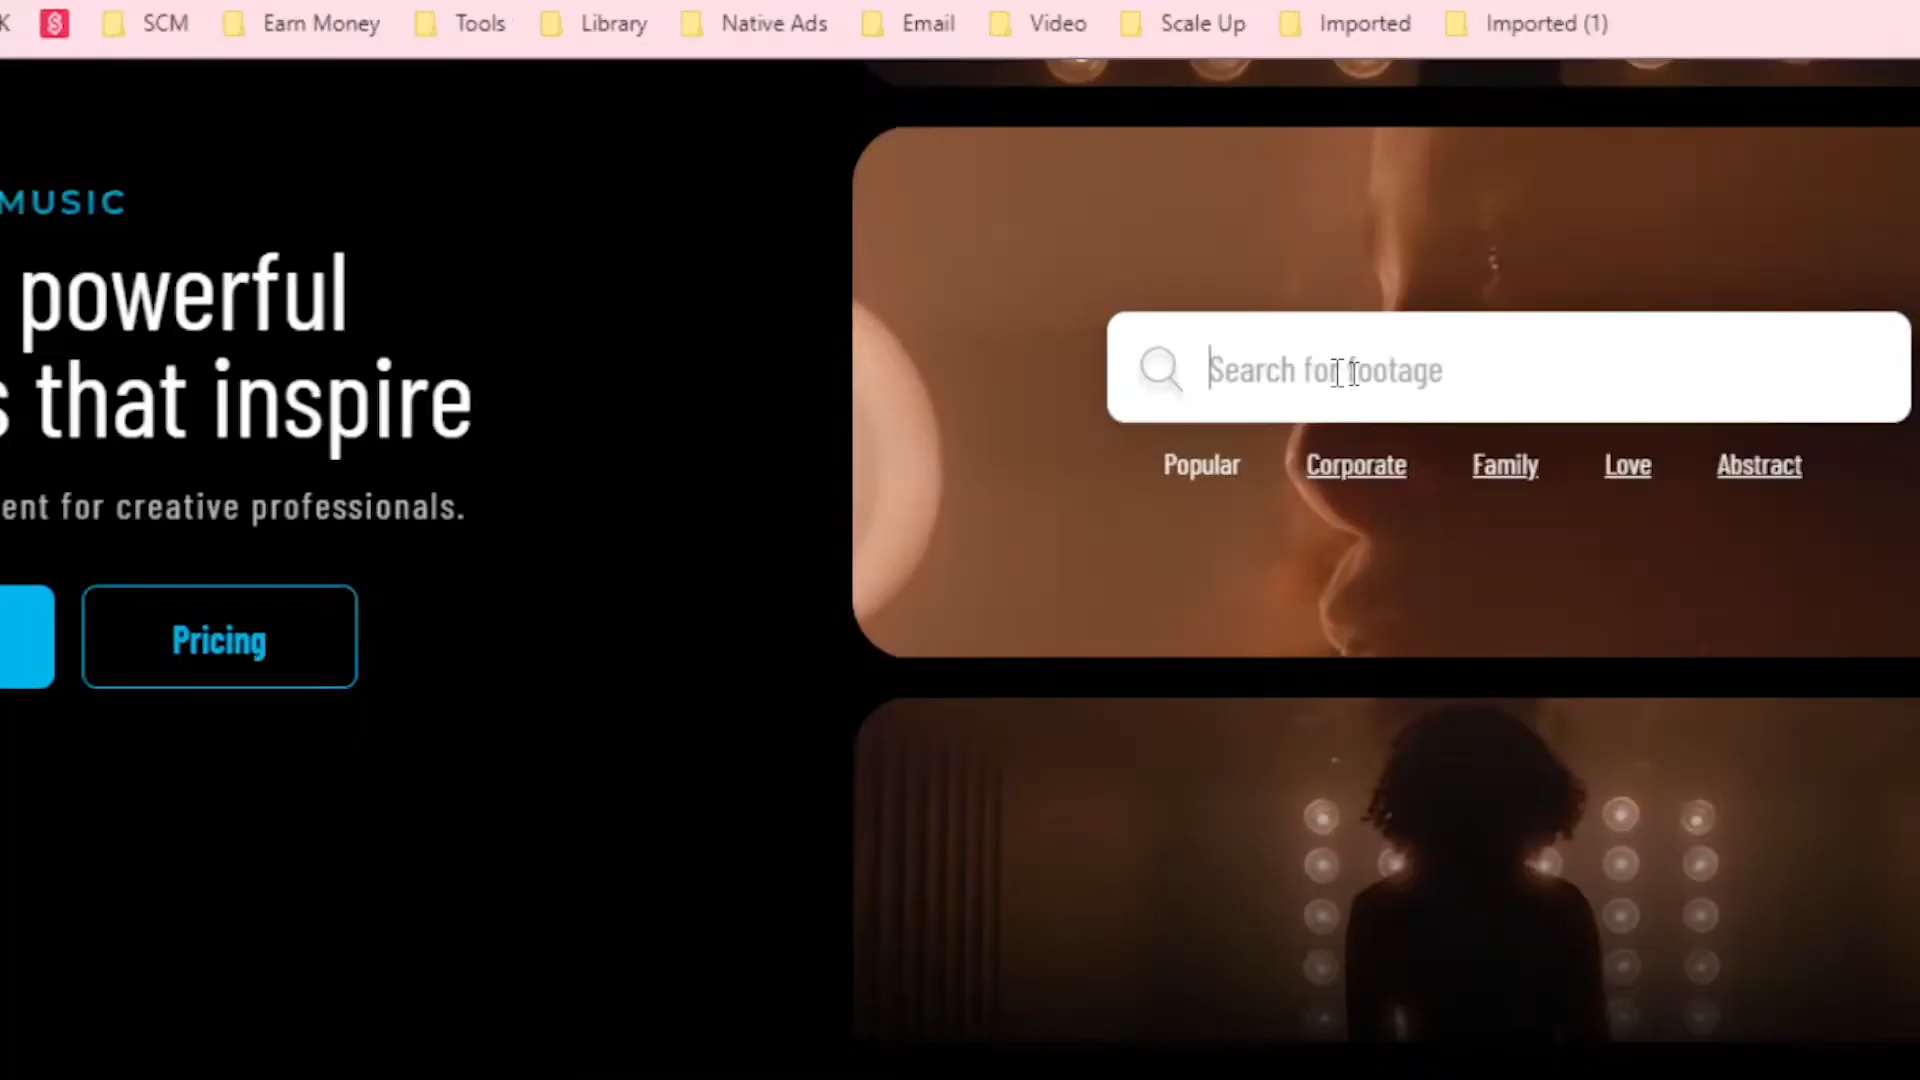 K SCM Earn Money Tools Library Native Ads Email Video Scale Up Imported Imported (1)
MUSIC
powerful
s that inspire
ent for creative professionals.
Pricing
Search for footage
Popular Corporate Family Love Abstract